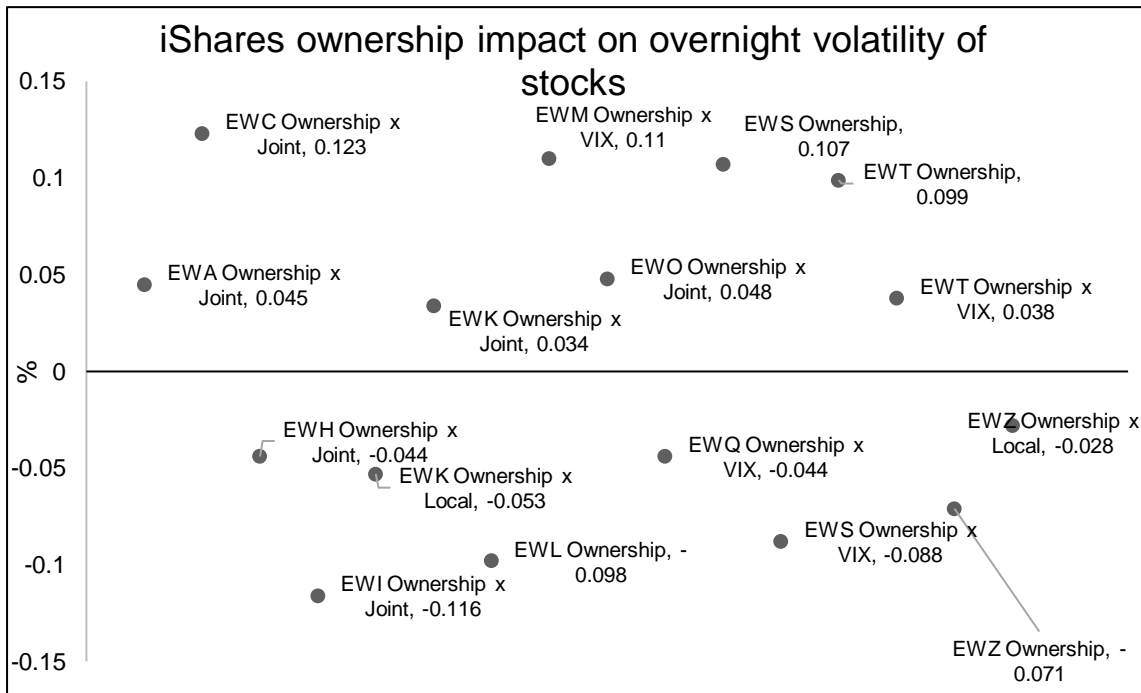 iShares ownership impact on overnight volatility of
stocks
0.15
0.1
0.05
0
-0.05
-0.1
-0.15
%
EWC Ownership x
Joint, 0.123
EWM Ownership x
VIX, 0.11
EWS Ownership,
0.107
EWT Ownership,
0.099
EWA Ownership x
Joint, 0.045
EWK Ownership x
Joint, 0.034
EWO Ownership x
Joint, 0.048
EWT Ownership x
VIX, 0.038
EWH Ownership x
Joint, -0.044
EWK Ownership x
Local, -0.053
EWI Ownership x
Joint, -0.116
EWL Ownership, -
0.098
EWQ Ownership x
VIX, -0.044
EWS Ownership x
VIX, -0.088
EWZ Ownership x
Local, -0.028
EWZ Ownership, -
0.071